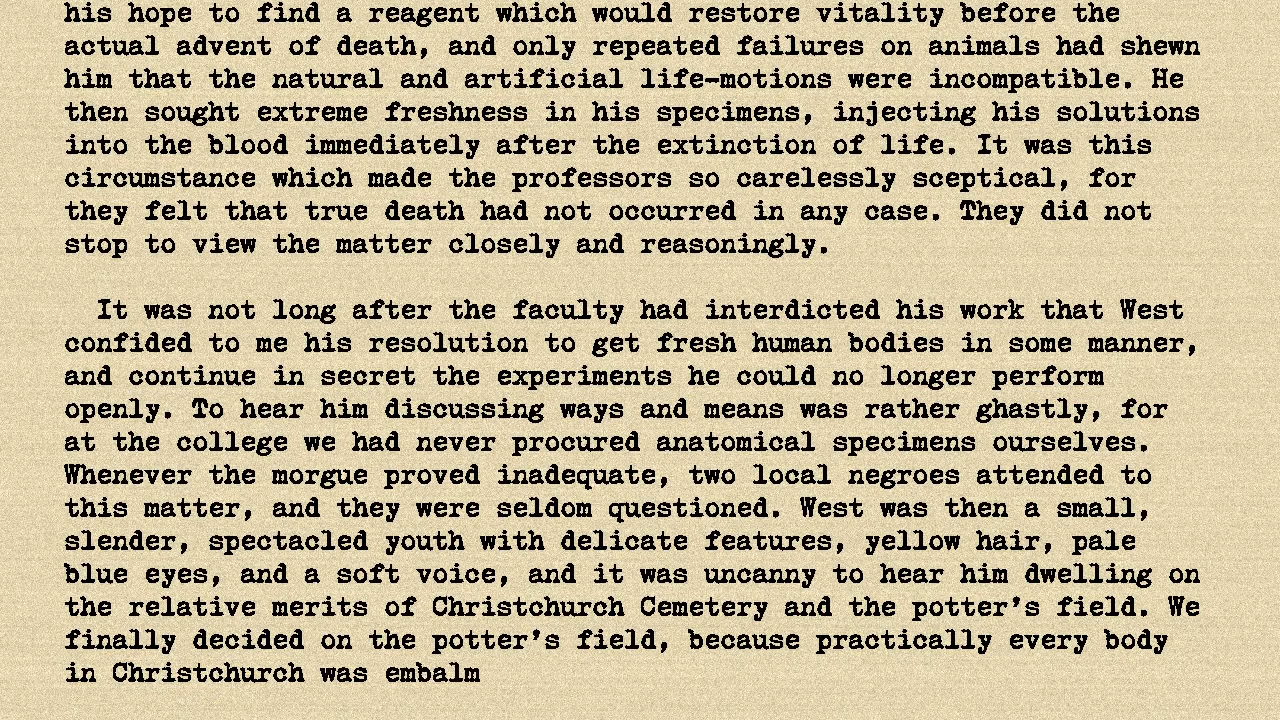 his hope to find a reagent which would restore vitality before the
actual advent of death, and only repeated failures on animals had shewn
him that the natural and artificial life-motions were incompatible. He
then sought extreme freshness in his specimens, injecting his solutions
into the blood immediately after the extinction of life. It was this
circumstance which made the professors so carelessly sceptical, for
they felt that true death had not occurred in any case. They did not
stop to view the matter closely and reasoningly.
It was not long after the faculty had interdicted his work that West
confided to me his resolution to get fresh human bodies in some manner,
and continue in secret the experiments he could no longer perform
openly. To hear him discussing ways and means was rather ghastly, for
at the college we had never procured anatomical specimens ourselves.
Whenever the morgue proved inadequate, two local negroes attended to
this matter, and they were seldom questioned. West was then a small,
slender, spectacled youth with delicate features, yellow hair, pale
blue eyes, and a soft voice, and it was uncanny to hear him dwelling on
the relative merits of Christchurch Cemetery and the potter's field. We
finally decided on the potter's field, because practically every body
in Christchurch was embalm